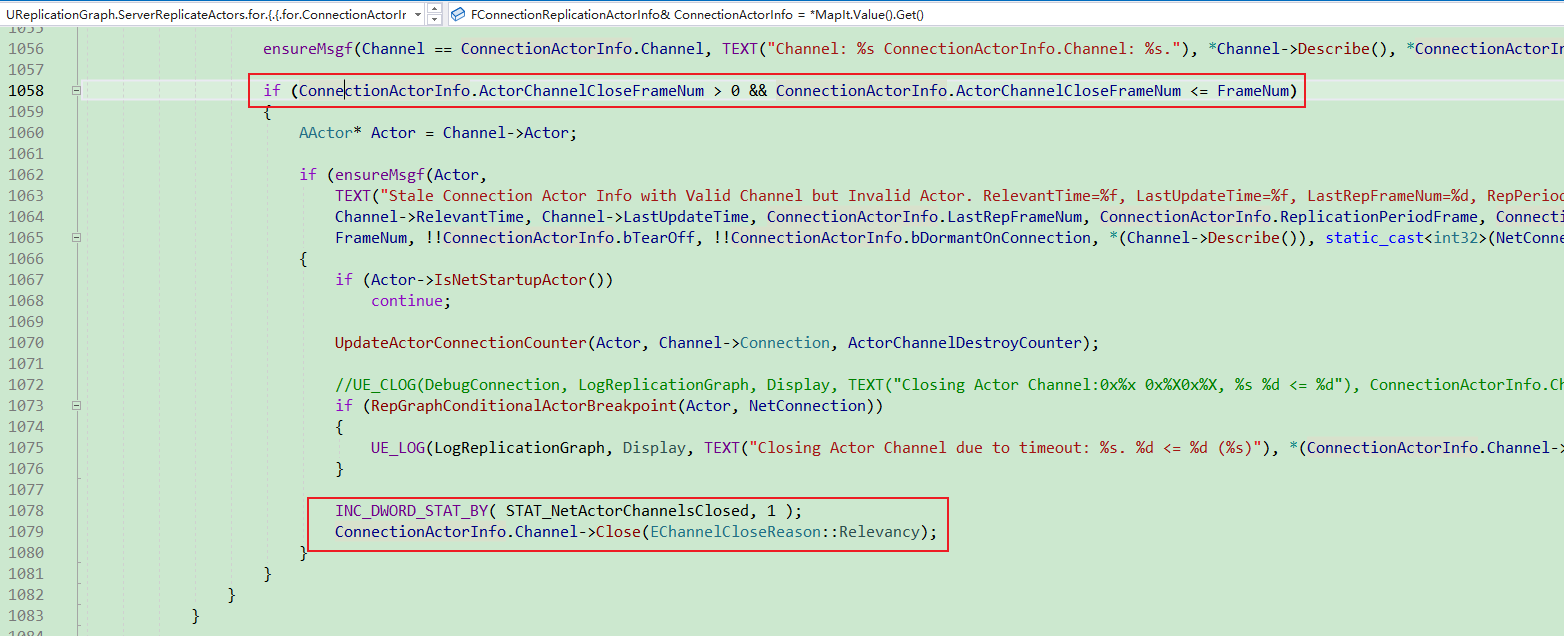 UReplicationGraph.ServerReplicateActors.for.{.{.for.ConnectionActorIr FConnectionReplicationActorInfo& ConnectionActorInfo = *MapIt.Value().Get()
1055
1056 ensureMsgf(Channel == ConnectionActorInfo.Channel, TEXT("Channel: %s ConnectionActorInfo.Channel: %s."), *Channel->Describe(), *ConnectionActorIn
1057
1058 if (ConnectionActorInfo.ActorChannelCloseFrameNum > 0 && ConnectionActorInfo.ActorChannelCloseFrameNum <= FrameNum)
1059 {
1060 AActor* Actor = Channel->Actor;
1061
1062 if (ensureMsgf(Actor,
1063 TEXT("Stale Connection Actor Info with Valid Channel but Invalid Actor. RelevantTime=%f, LastUpdateTime=%f, LastRepFrameNum=%d, RepPeriod
1064 Channel->RelevantTime, Channel->LastUpdateTime, ConnectionActorInfo.LastRepFrameNum, ConnectionActorInfo.ReplicationPeriodFrame, Connecti
1065 FrameNum, !!ConnectionActorInfo.bTearOff, !!ConnectionActorInfo.bDormantOnConnection, *(Channel->Describe()), static_cast<int32>(NetConne
1066 {
1067 if (Actor->IsNetStartupActor())
1068 continue;
1069
1070 UpdateActorConnectionCounter(Actor, Channel->Connection, ActorChannelDestroyCounter);
1071
1072 //UE_CLOG(DebugConnection, LogReplicationGraph, Display, TEXT("Closing Actor Channel:0x%x 0x%X0x%X, %s %d <= %d"), ConnectionActorInfo.Ch
1073 if (RepGraphConditionalActorBreakpoint(Actor, NetConnection))
1074 {
1075 UE_LOG(LogReplicationGraph, Display, TEXT("Closing Actor Channel due to timeout: %s. %d <= %d (%s)"), *(ConnectionActorInfo.Channel->
1076 }
1077
1078 INC_DWORD_STAT_BY( STAT_NetActorChannelsClosed, 1 );
1079 ConnectionActorInfo.Channel->Close(EChannelCloseReason::Relevancy);
1080 }
1081 }
1082 }
1083 }
1084